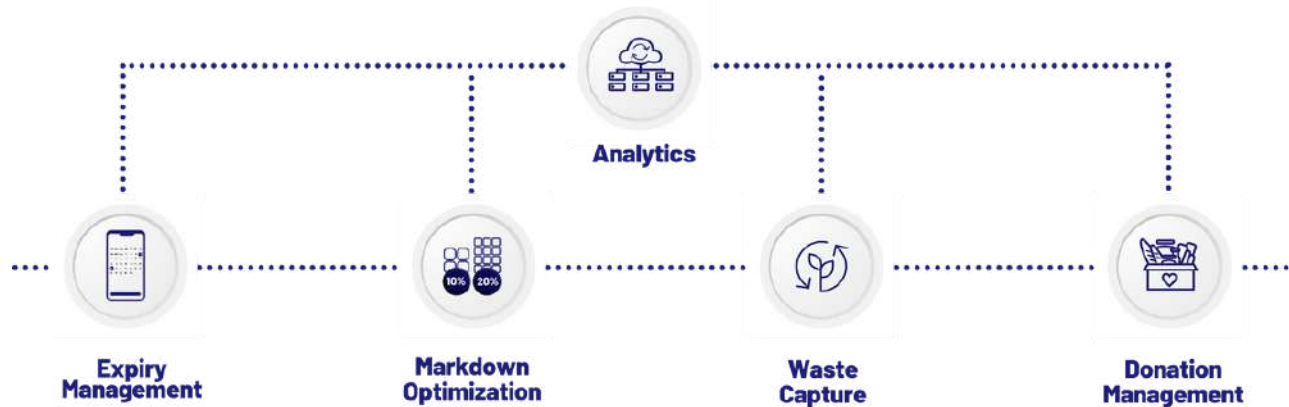 Analytics
10% 20%
Expiry
Management
Markdown
Optimization
Waste
Capture
Donation
Management